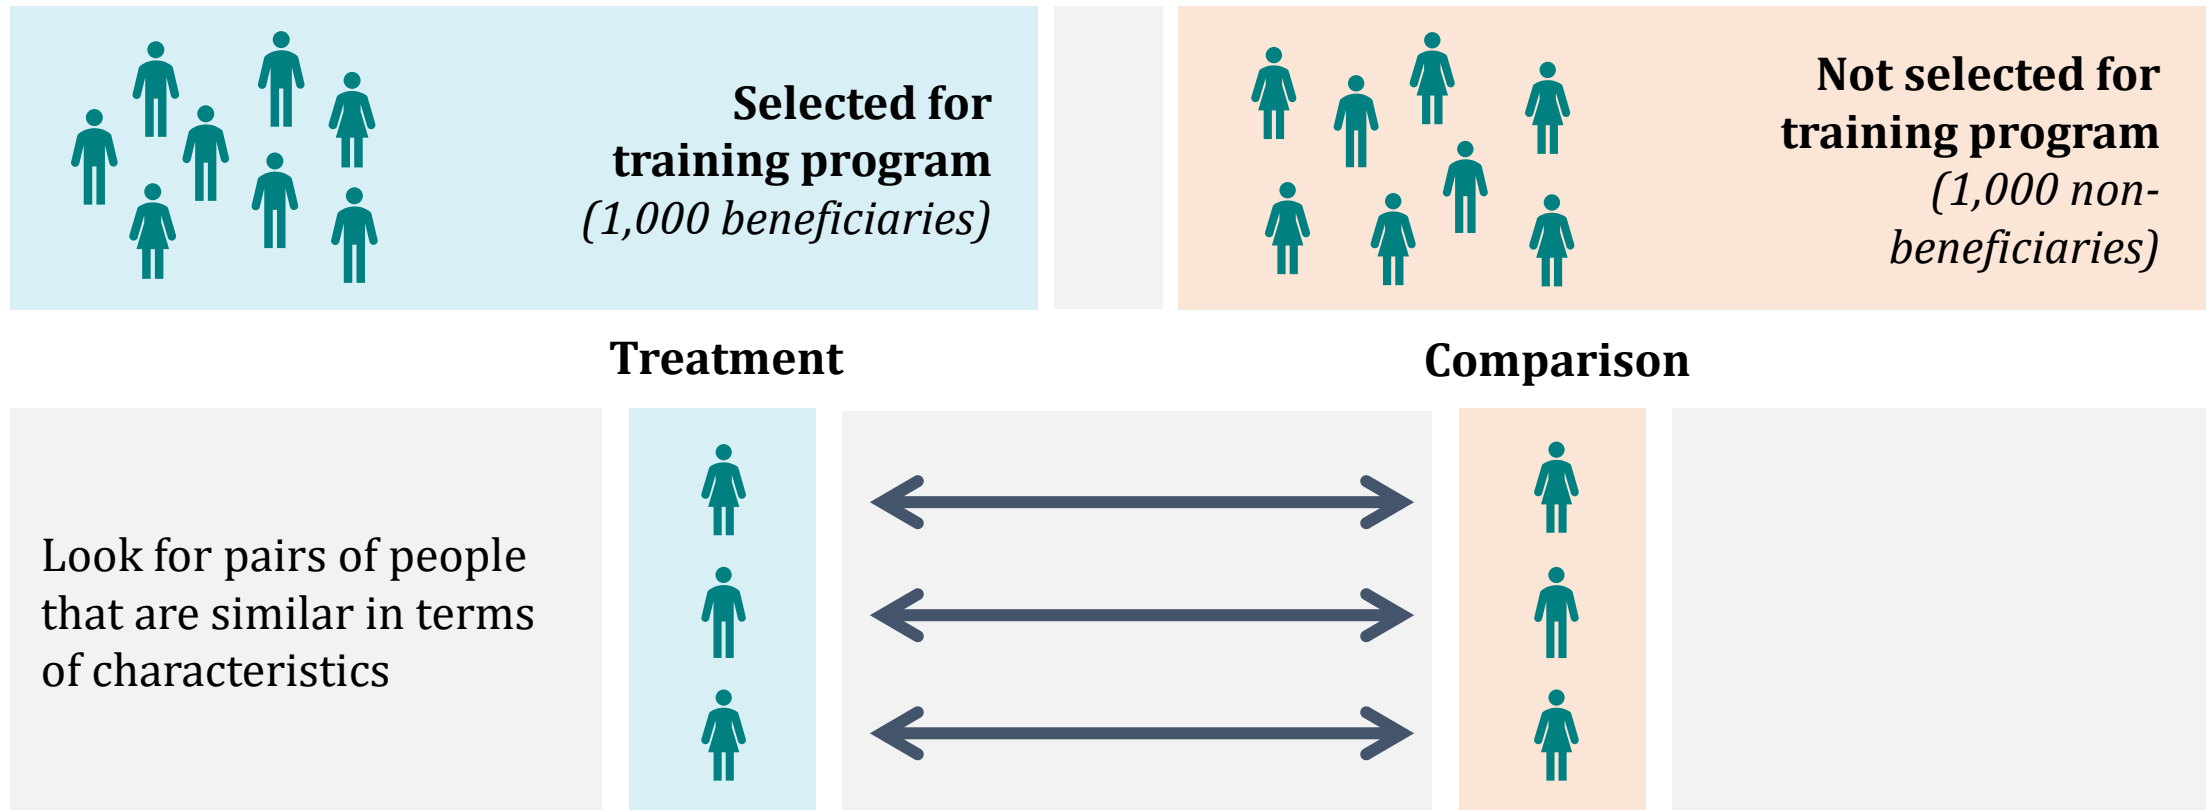 Selected for
training program
(1,000 beneficiaries)
Not selected for
training program
(1,000 non-
beneficiaries)
Treatment
Comparison
Look for pairs of people
that are similar in terms
of characteristics